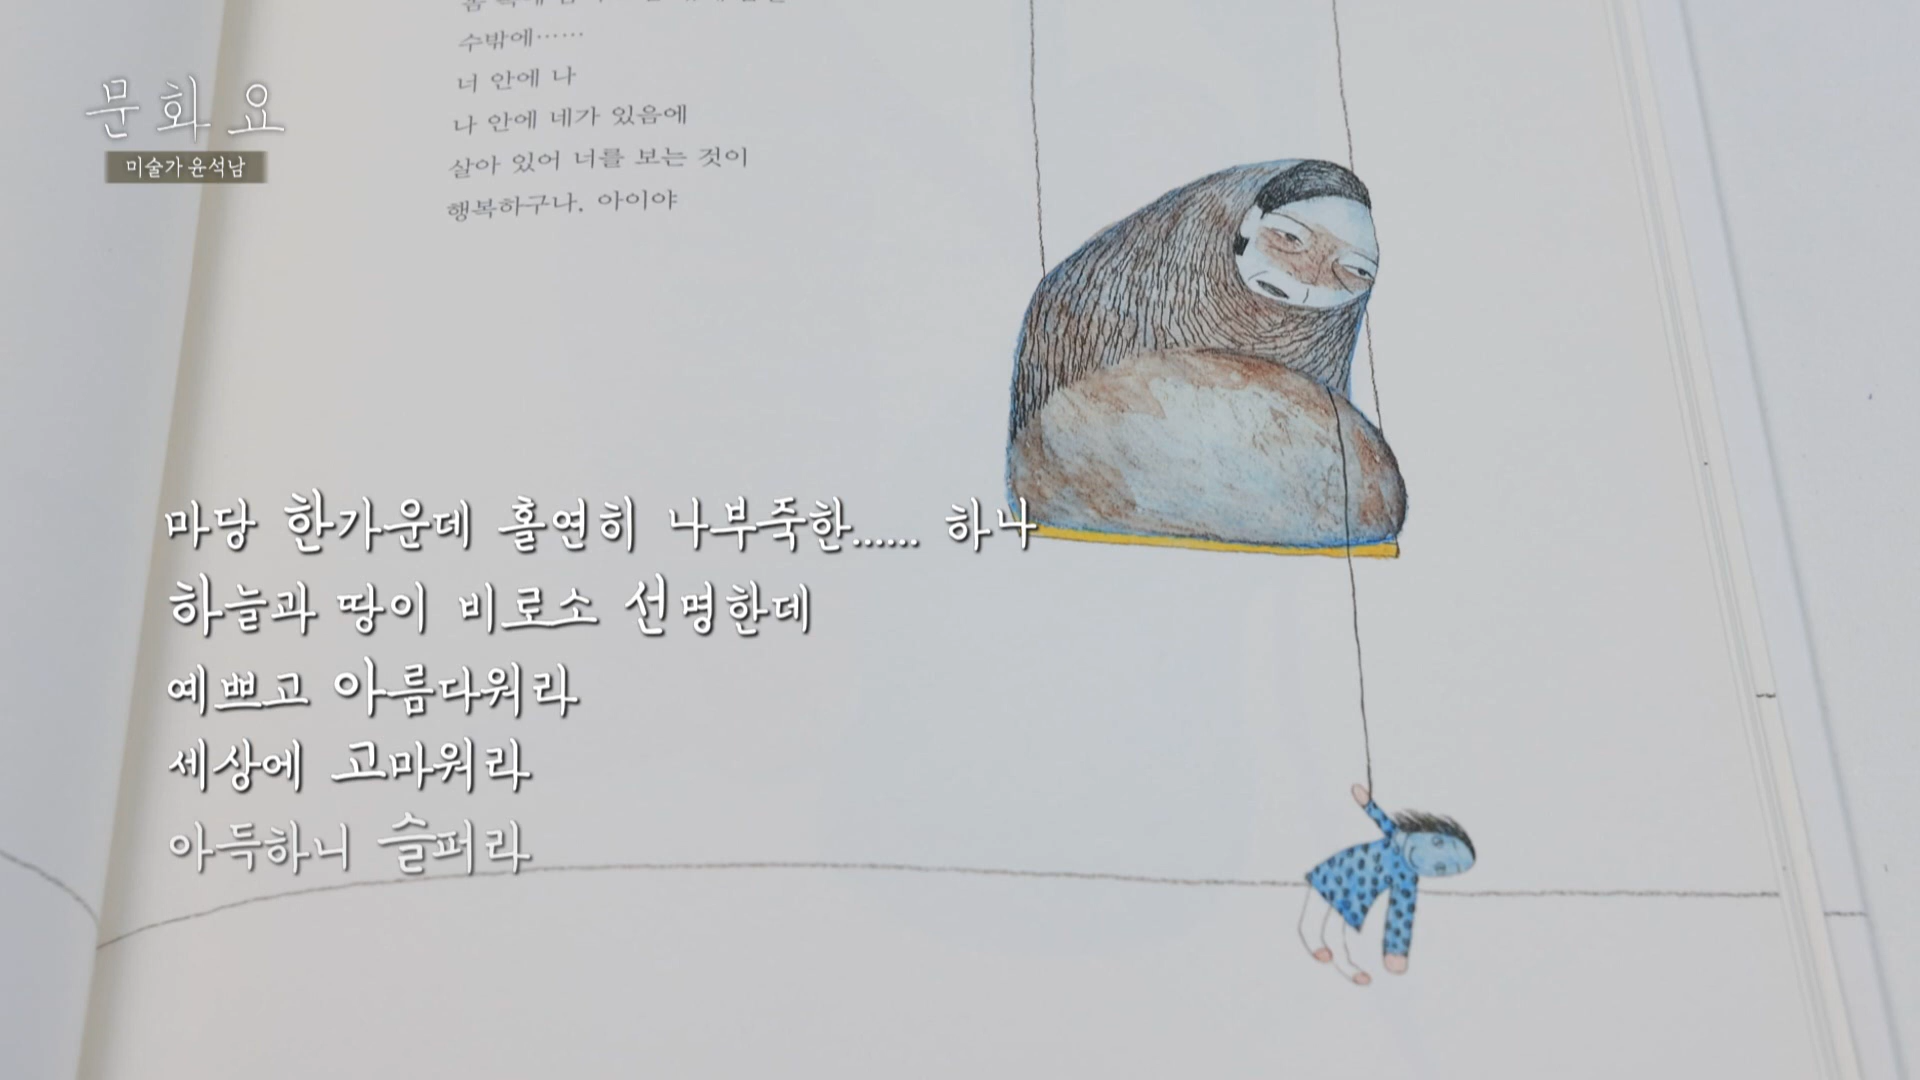 문화요
미술가 윤석남
수밖에……
너 안에 나
나 안에 네가 있음에
살아 있어 너를 보는 것이
행복하구나. 아이야
마당 한가운데 홀연히 나부죽한...... 하나
하늘과 땅이 비로소 선명한데
예쁘고 아름다워라
세상에 고마워라
아득하니 슬퍼라